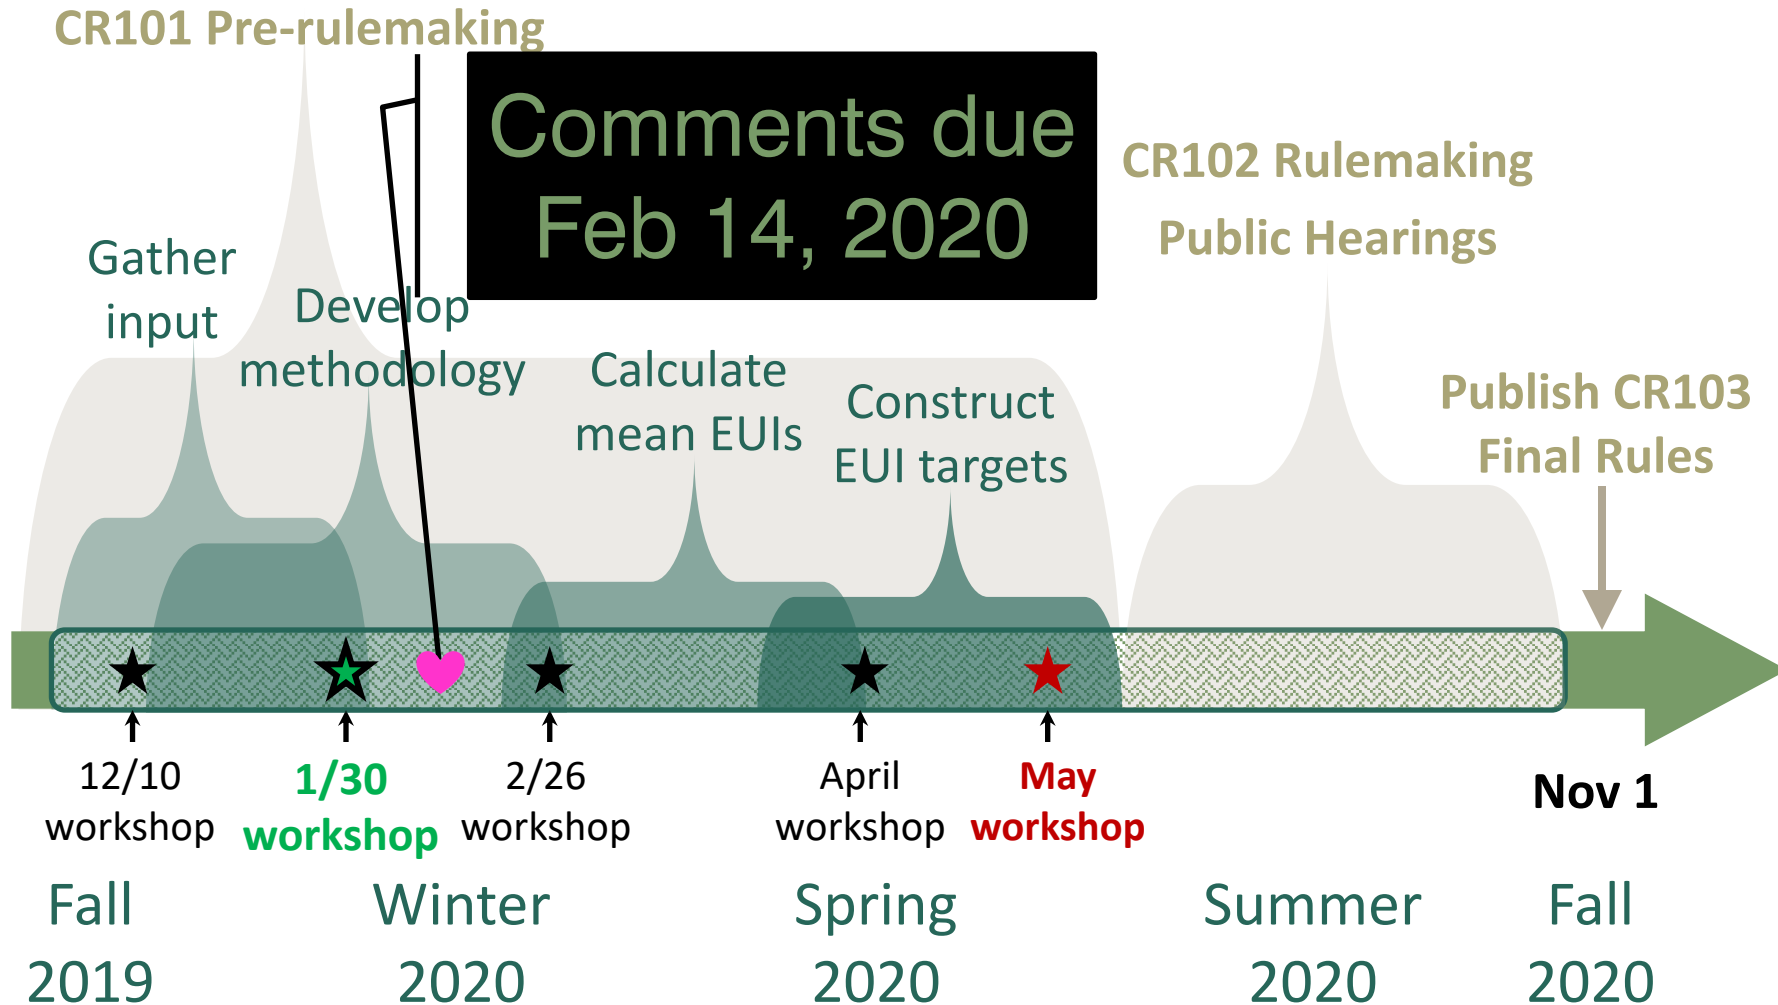 CR101 Pre-rulemaking
Comments due
Feb 14, 2020
CR102 Rulemaking
Public Hearings
Gather
input
Develop
methodology
Calculate
mean EUIs
Construct
EUI targets
Publish CR103
Final Rules
12/10
workshop
1/30
workshop
2/26
workshop
April
workshop
May
workshop
Nov 1
Fall
2019
Winter
2020
Spring
2020
Summer
2020
Fall
2020